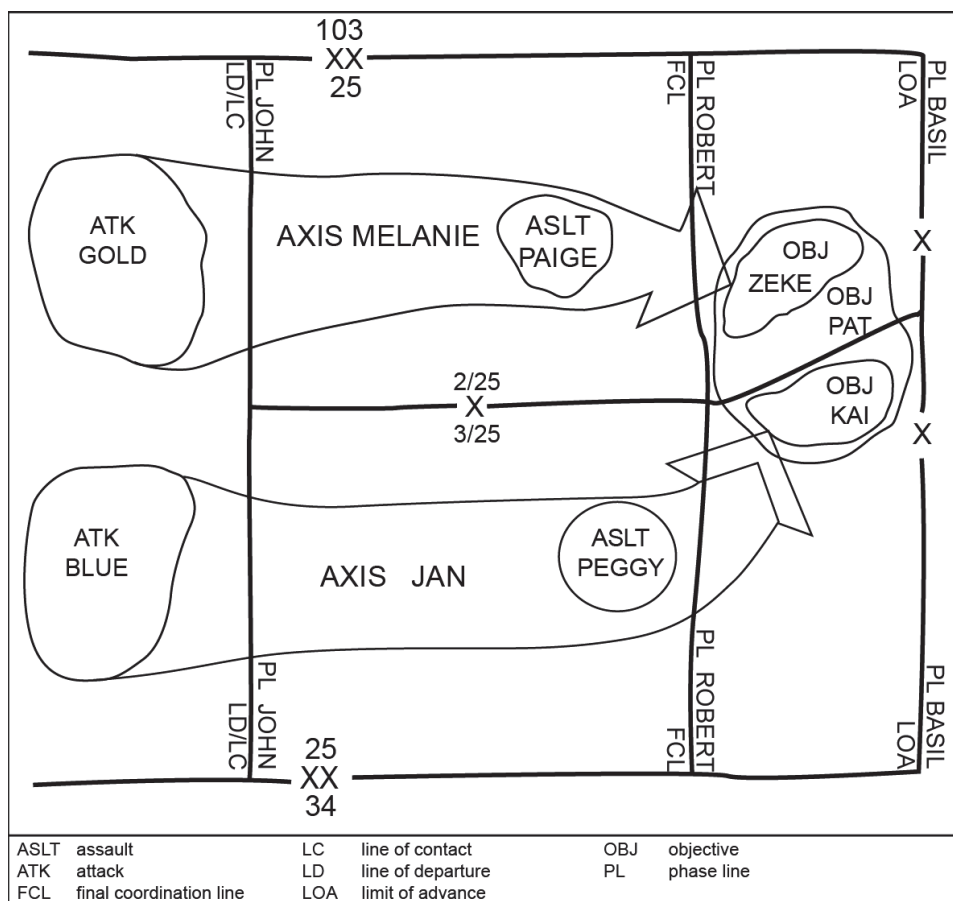 103
XX
25
LD/LC
PL JOHN
FCL
PL ROBERT
LOA
PL BASIL
ATK
GOLD
AXIS MELANIE
ASLT
PAIGE
OBJ
ZEKE
OBJ
PAT
X
2/25
X
3/25
OBJ
KAI
X
ATK
BLUE
AXIS JAN
ASLT
PEGGY
LD/LC
PL JOHN
FCL
PL ROBERT
LOA
PL BASIL
25
XX
34
ASLT assault
ATK attack
FCL final coordination line
LC line of contact
LD line of departure
LOA limit of advance
OBJ objective
PL phase line